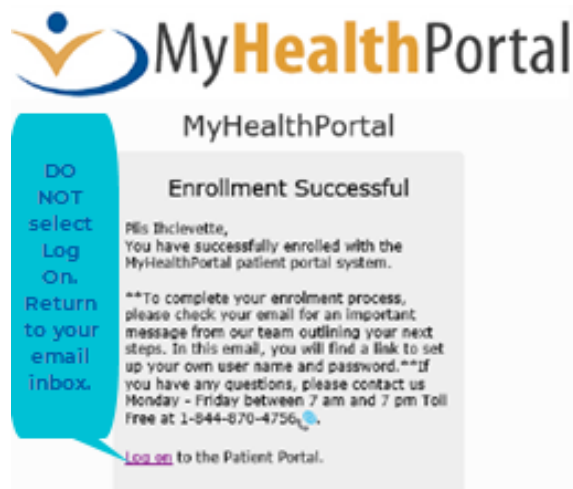 MyHealthPortal
MyHealthPortal
DO
NOT
select
Log
On.
Return
to your
email
inbox.
Enrollment Successful
You have successfully enrolled with the
MyHealthPortal patient portal system.
**To complete your enrolment process,
please check your email for an important
message from our team outlining your next
steps. In this email, you will find a link to set
up your own user name and password.**If
you have any questions, please contact us
Monday - Friday between 7 am and 7 pm Toll
Free at 1-844-870-4756.
Log on to the Patient Portal.